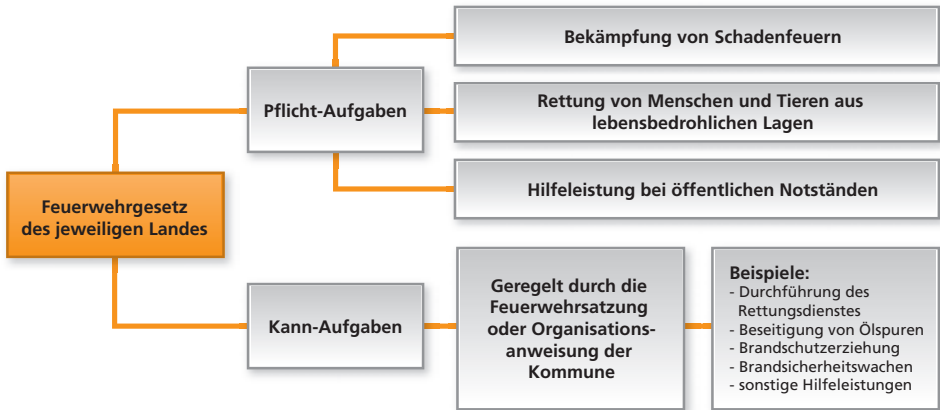 Feuerwehrgesetz
des jeweiligen Landes
Pflicht-Aufgaben
Bekämpfung von Schadenfeuern
Rettung von Menschen und Tieren aus
lebensbedrohlichen Lagen
Hilfeleistung bei öffentlichen Notständen
Kann-Aufgaben
Geregelt durch die
Feuerwehrsatzung
oder Organisations-
anweisung der
Kommune
Beispiele:
- Durchführung des
Rettungsdienstes
- Beseitigung von Ölspuren
- Brandschutzerziehung
- Brandsicherheitswachen
- sonstige Hilfeleistungen